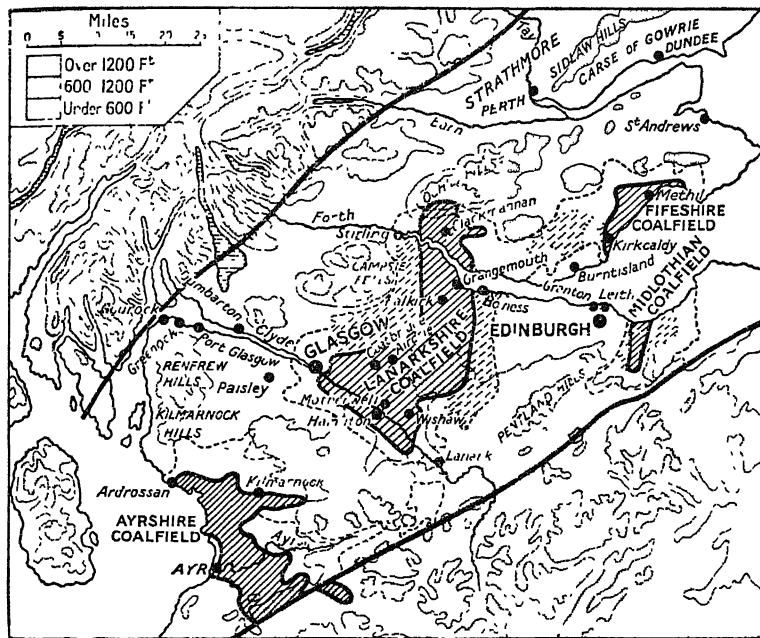 Miles
0 5 15 25
Over 1200 Ft
600 1200 Ft
Under 600 F
STRATHMORE
SIDLAW HILLS
CARSE OF GOWRIE
DUNDEE
PERTH
Earn
St Andrews
Methil
FIFESHIRE
COALFIELD
Clackmannan
Forth
Stirling
Kirkcaldy
Burntisland
Grangemouth
CAMPSIE
Falkirk
Bo'ness
Granton
Leith
MIDLOTHIAN
COALFIELD
EDINBURGH
Dumbarton
Clyde
Gourock
Greenock
Port Glasgow
GLASGOW
LANARKSHIRE
COALFIELD
RENFREW
HILLS
Paisley
Motherwell
Hamilton
Wishaw
KILMARNOCK
HILLS
PENTLAND HILLS
Lanark
Ardrossan
Kilmarnock
AYRSHIRE
COALFIELD
Ayr
AYR